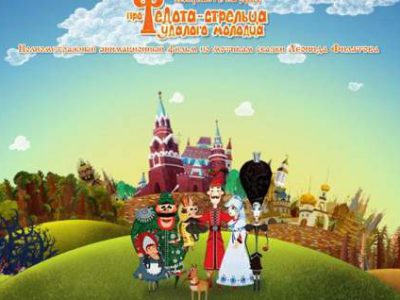 Про Федота-стрельца
удалого молодца
Полнометражный анимационный фильм по мотивам сказки Леонида Филатова